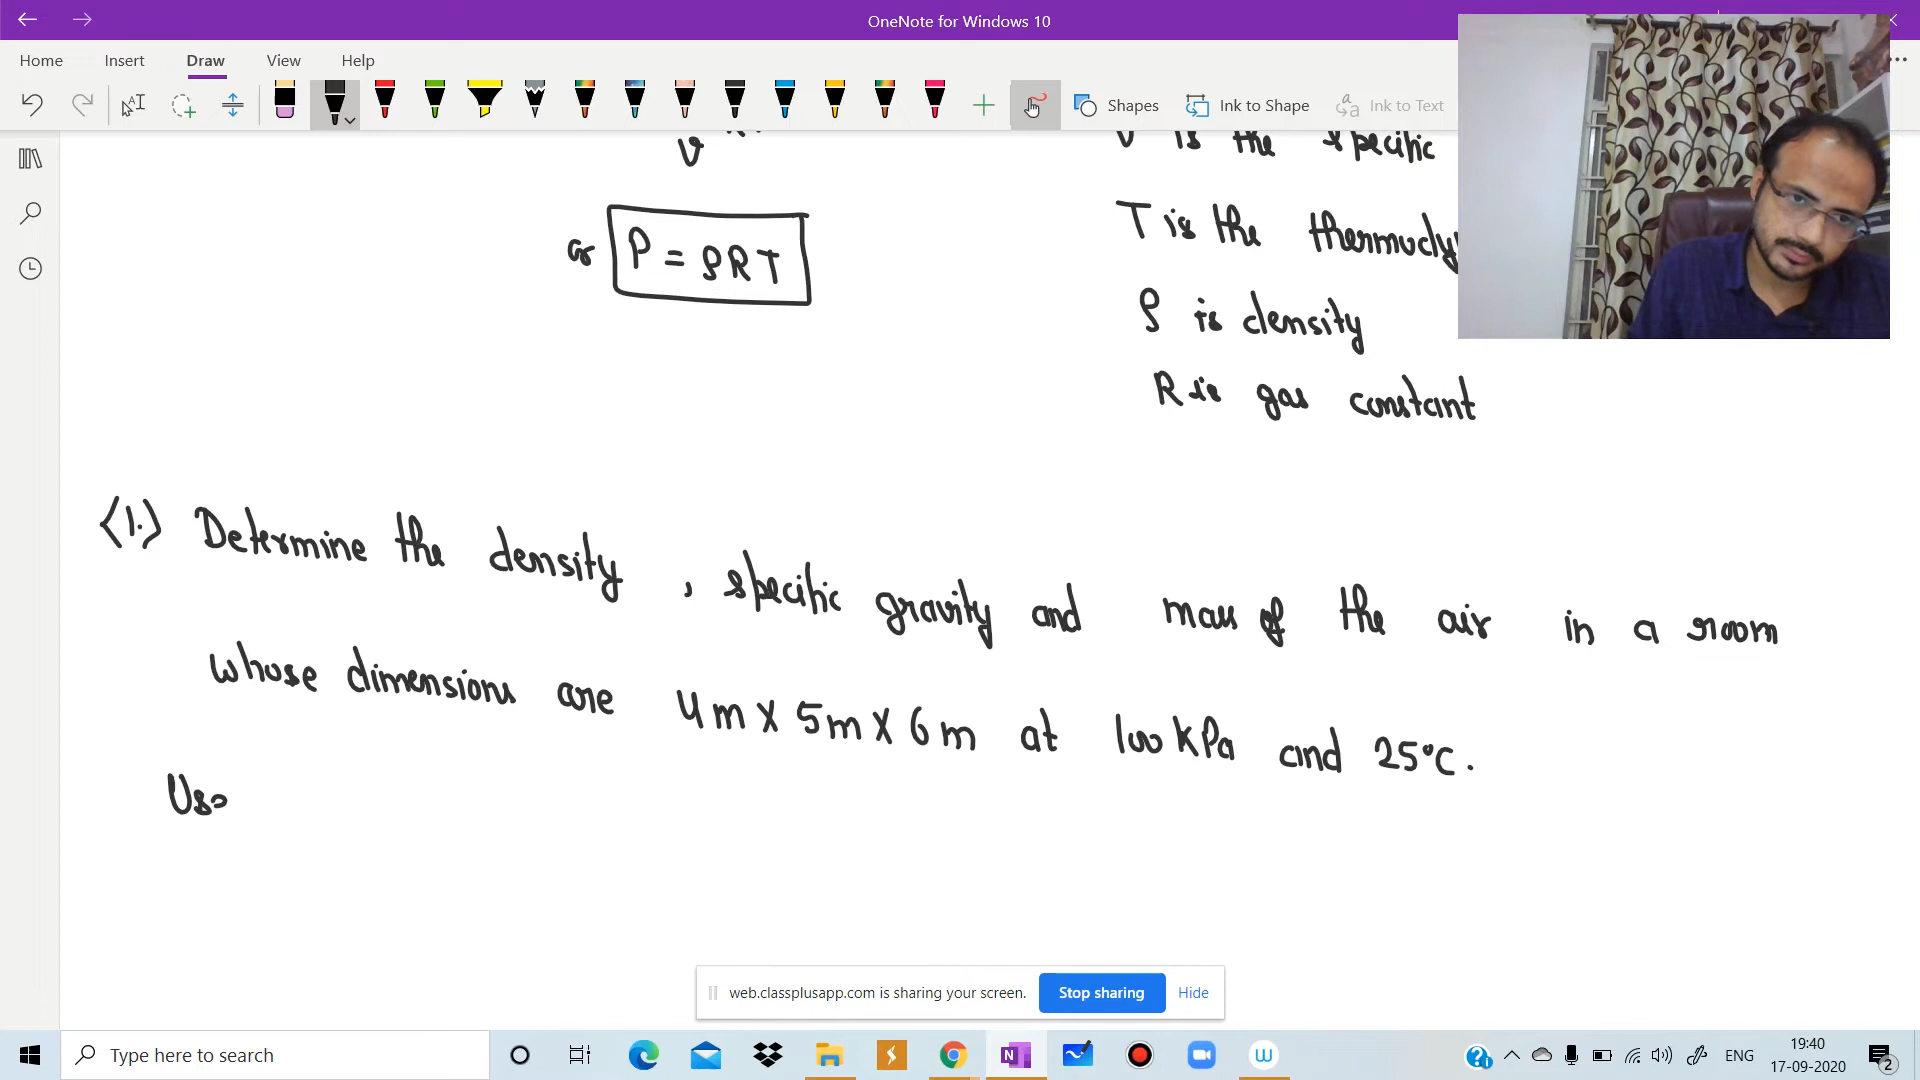 OneNote for Windows 10
Home Insert Draw View Help
Shapes Ink to Shape Ink to Text
v
v is the specific
or P = ρRT
T is the thermody
ρ is density
R is gas constant
(1.) Determine the density, specific gravity and mass of the air in a room
whose dimensions are 4m X 5m X 6m at 100 kPa and 25°C.
Use
web.classplusapp.com is sharing your screen. Stop sharing Hide
Type here to search
ENG
19:40
17-09-2020
2